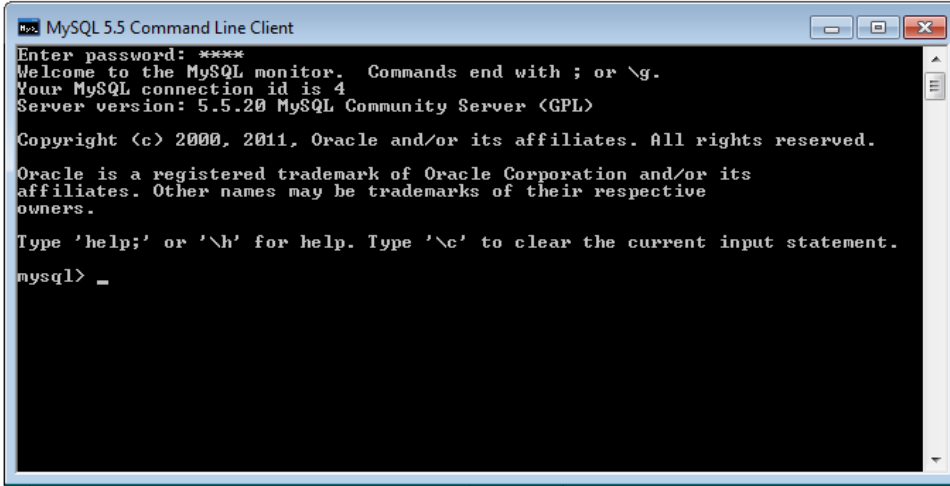 MySQL 5.5 Command Line Client
Enter password: ****
Welcome to the MySQL monitor.  Commands end with ; or \g.
Your MySQL connection id is 4
Server version: 5.5.20 MySQL Community Server (GPL)
Copyright (c) 2000, 2011, Oracle and/or its affiliates. All rights reserved.
Oracle is a registered trademark of Oracle Corporation and/or its
affiliates. Other names may be trademarks of their respective
owners.
Type 'help;' or '\h' for help. Type '\c' to clear the current input statement.
mysql> _